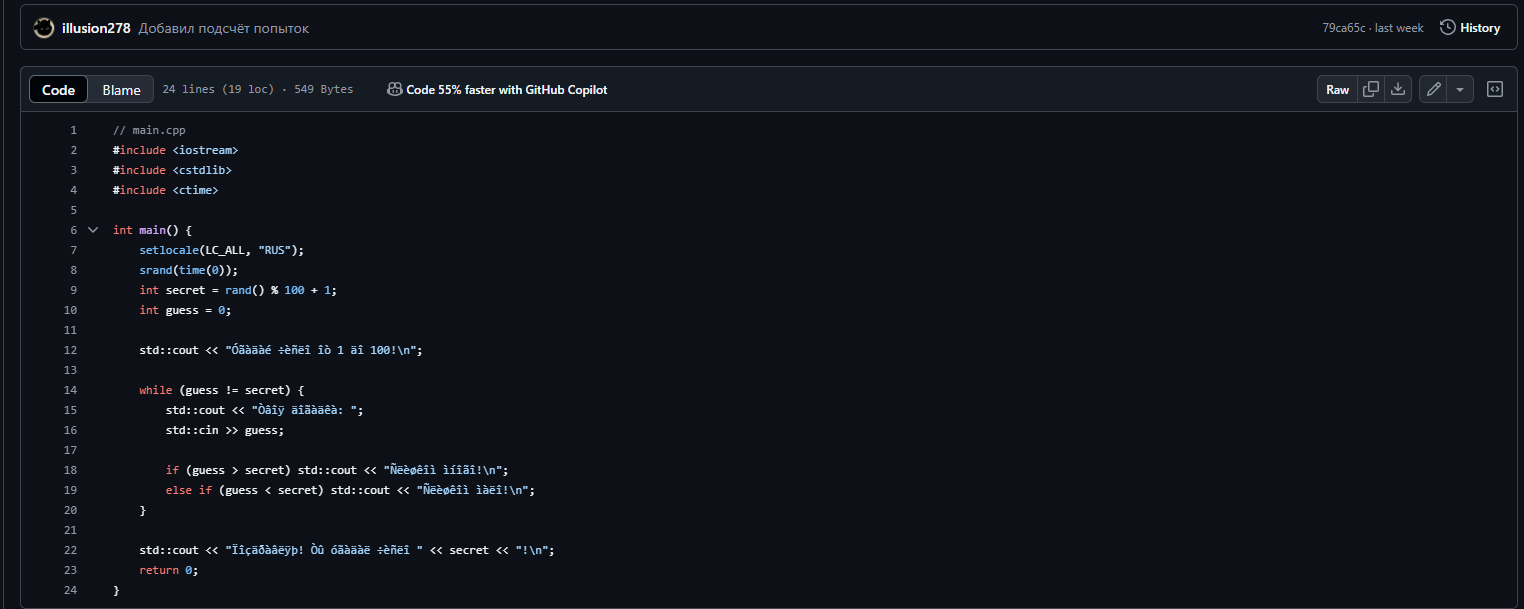 illusion278 Добавил подсчёт попыток 79ca65c · last week History
Code Blame 24 lines (19 loc) · 549 Bytes Code 55% faster with GitHub Copilot Raw
1 // main.cpp
2 #include <iostream>
3 #include <cstdlib>
4 #include <ctime>
5
6 int main() {
7 setlocale(LC_ALL, "RUS");
8 srand(time(0));
9 int secret = rand() % 100 + 1;
10 int guess = 0;
11
12 std::cout << "Óãàäàé ÷èñëî îò 1 äî 100!\n";
13
14 while (guess != secret) {
15 std::cout << "Òâîÿ äîãàäêà: ";
16 std::cin >> guess;
17
18 if (guess > secret) std::cout << "Ñëèøêîì ìíîãî!\n";
19 else if (guess < secret) std::cout << "Ñëèøêîì ìàëî!\n";
20 }
21
22 std::cout << "Ïîçäðàâëÿþ! Òû óãàäàë ÷èñëî " << secret << "!\n";
23 return 0;
24 }